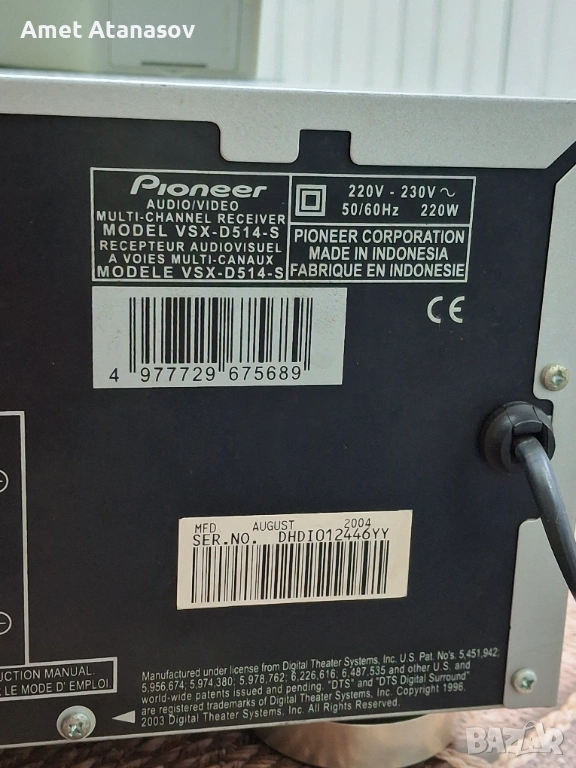 Amet Atanasov
Pioneer
AUDIO/VIDEO
MULTI-CHANNEL RECEIVER
MODEL VSX-D514-S
RECEPTEUR AUDIOVISUEL
A VOIES MULTI-CANAUX
MODELE VSX-D514-S
220V - 230V ~
50/60Hz 220W
PIONEER CORPORATION
MADE IN INDONESIA
FABRIQUE EN INDONESIE
CE
4 977729 675689
MFD. AUGUST 2004
SER.NO. DHDI012446YY
UCTION MANUAL.
LE MODE D' EMPLOI
Manufactured under license from Digital Theater Systems, Inc. U.S. Pat. No's. 5,451,942;
5,956,674; 5,974,380; 5,978,762; 6,226,616; 6,487,535 and other U.S. and
world-wide patents issued and pending. "DTS" and "DTS Digital Surround"
are registered trademarks of Digital Theater Systems, Inc. Copyright 1996,
2003 Digital Theater Systems, Inc. All Rights Reserved.
BAZAR